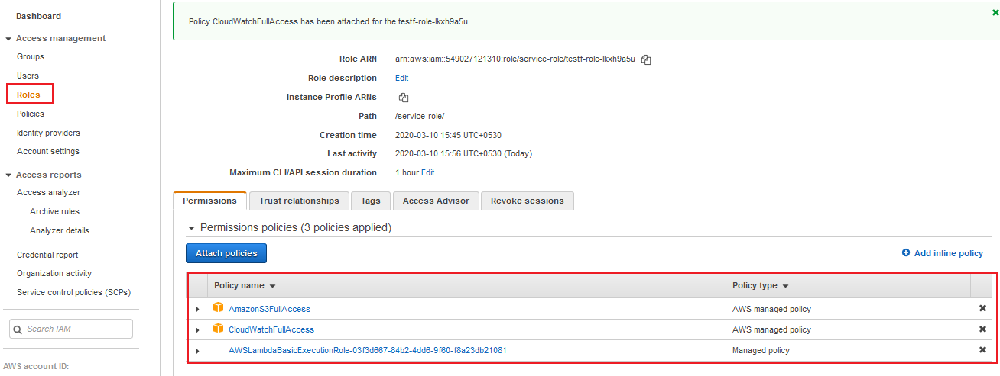 Dashboard
Access management
Groups
Users
Roles
Policies
Identity providers
Account settings
Access reports
Access analyzer
Archive rules
Analyzer details
Credential report
Organization activity
Service control policies (SCPs)
Search IAM
AWS account ID:
Policy CloudWatchFullAccess has been attached for the testf-role-lkxh9a5u.
Role ARN arn:aws:iam::549027121310:role/service-role/testf-role-lkxh9a5u
Role description Edit
Instance Profile ARNs
Path /service-role/
Creation time 2020-03-10 15:45 UTC+0530
Last activity 2020-03-10 15:56 UTC+0530 (Today)
Maximum CLI/API session duration 1 hour Edit
Permissions Trust relationships Tags Access Advisor Revoke sessions
Permissions policies (3 policies applied)
Attach policies Add inline policy
Policy name Policy type
AmazonS3FullAccess AWS managed policy
CloudWatchFullAccess AWS managed policy
AWSLambdaBasicExecutionRole-03f3d667-84b2-4dd6-9f60-f8a23db21081 Managed policy